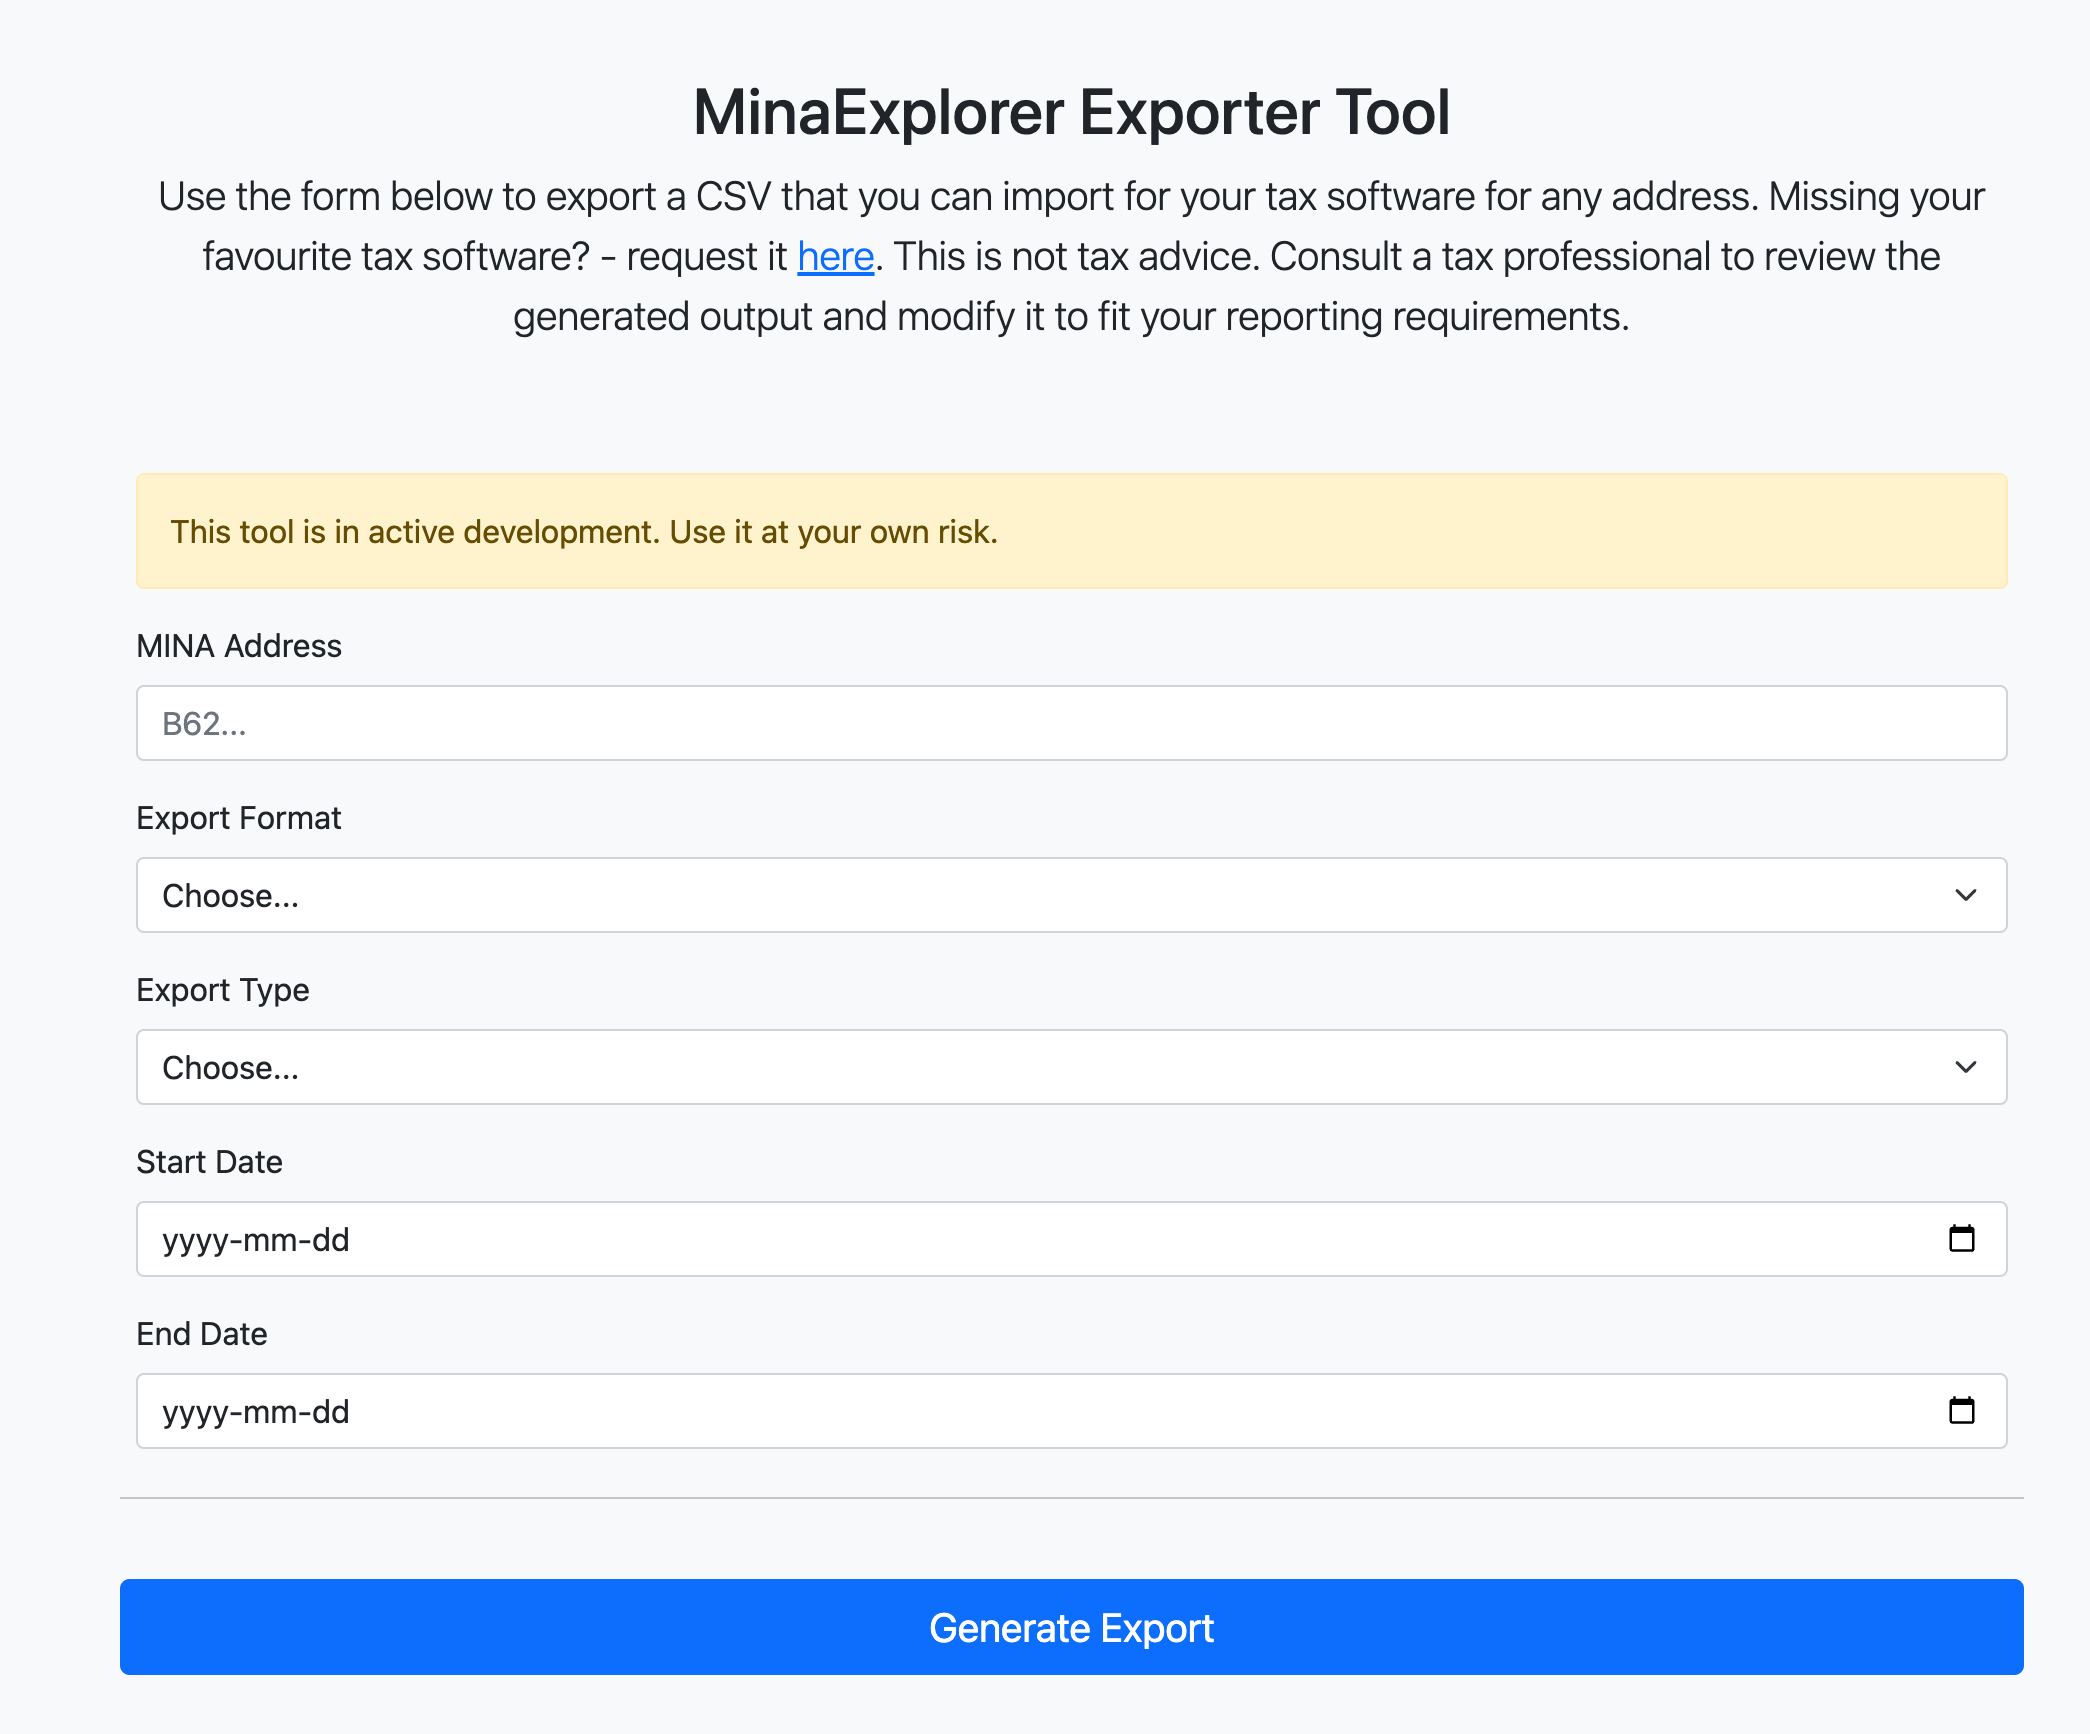 MinaExplorer Exporter Tool
Use the form below to export a CSV that you can import for your tax software for any address. Missing your
favourite tax software? - request it here. This is not tax advice. Consult a tax professional to review the
generated output and modify it to fit your reporting requirements.
This tool is in active development. Use it at your own risk.
MINA Address
B62...
Export Format
Choose...
Export Type
Choose...
Start Date
yyyy-mm-dd
End Date
yyyy-mm-dd
Generate Export